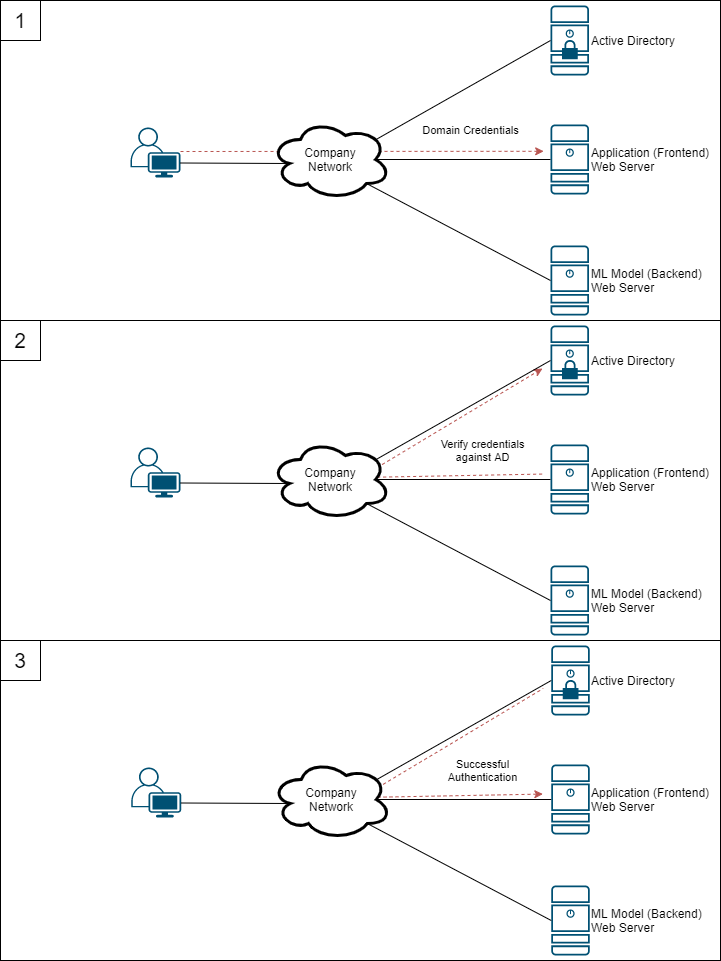 1
Active Directory
Domain Credentials
Company
Network
Application (Frontend)
Web Server
ML Model (Backend)
Web Server
2
Active Directory
Verify credentials
against AD
Company
Network
Application (Frontend)
Web Server
ML Model (Backend)
Web Server
3
Active Directory
Successful
Authentication
Company
Network
Application (Frontend)
Web Server
ML Model (Backend)
Web Server